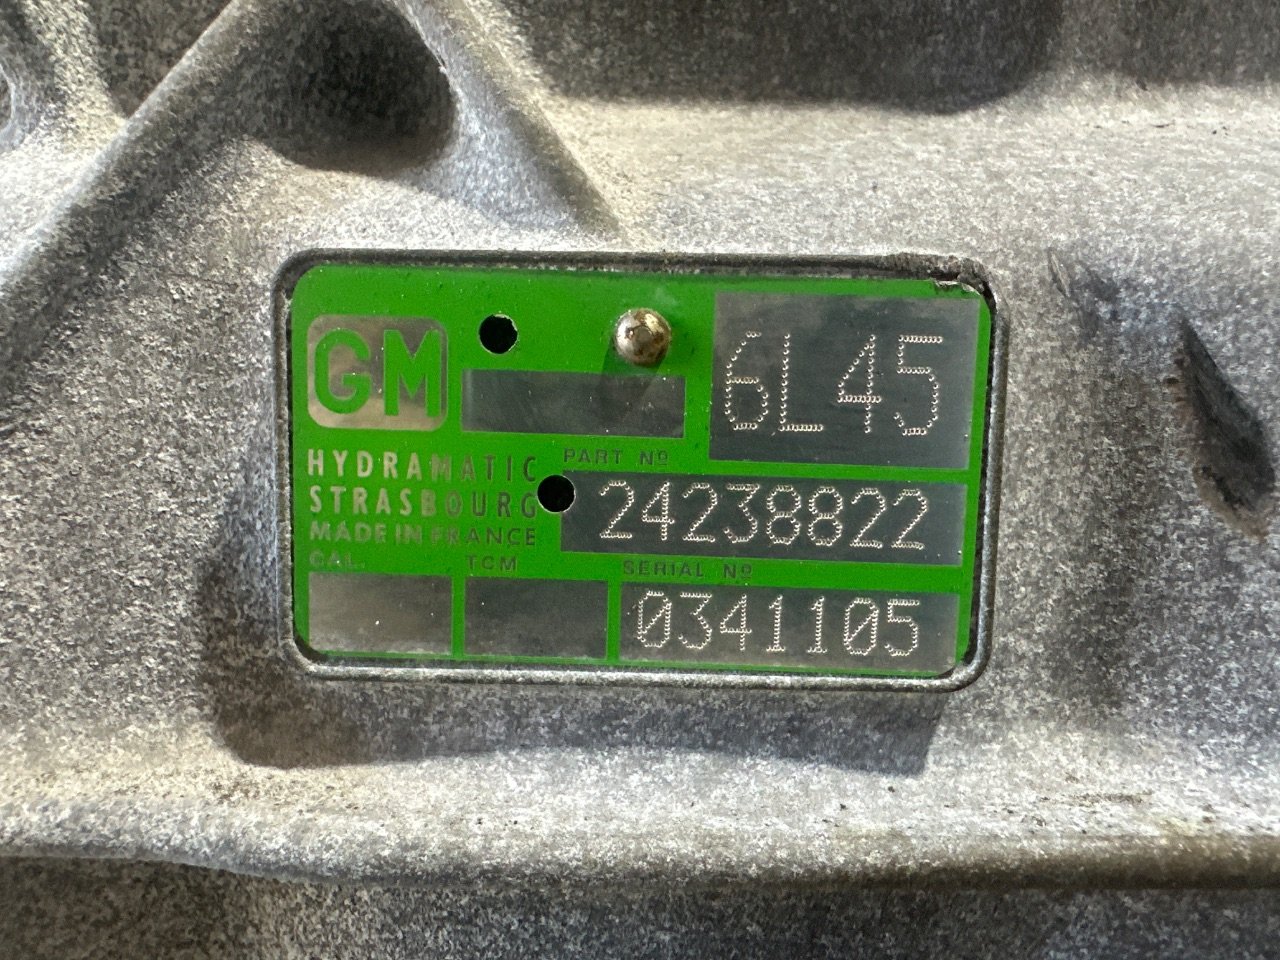 GM
6L45
HYDRAMATIC
STRASBOURG
MADE IN FRANCE
PART Nº
24238822
CAL.
TCM
SERIAL Nº
0341105